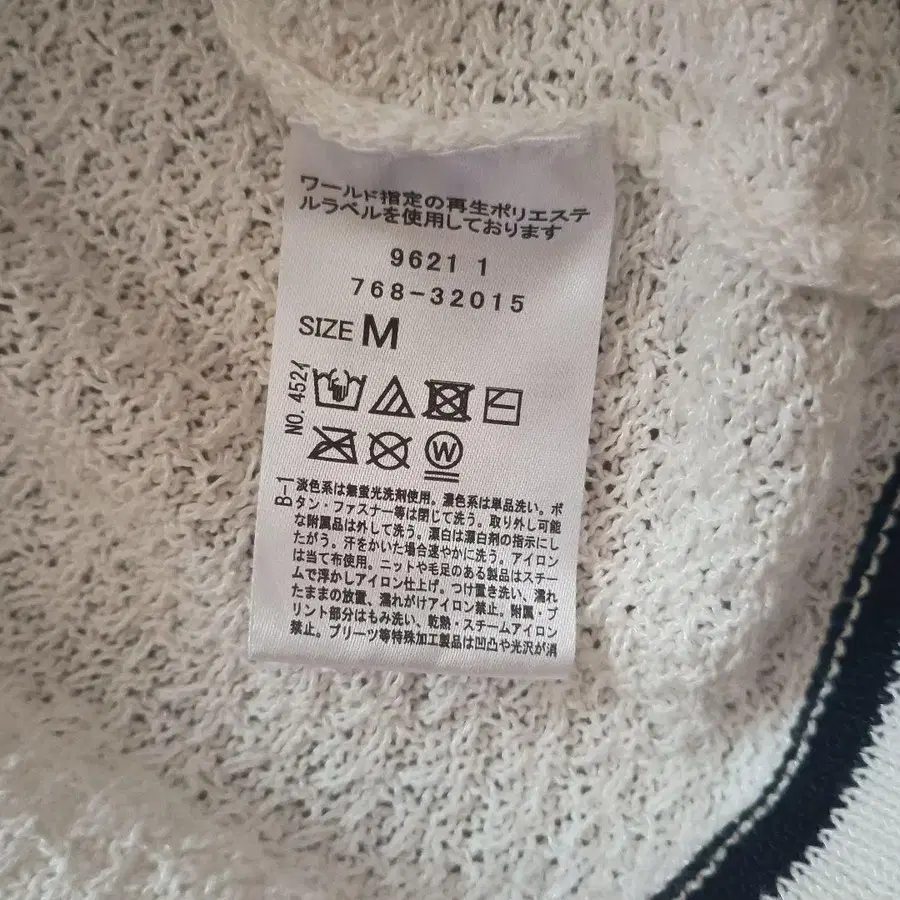 ワールド指定の再生ポリエステ
ルラベルを使用しております
9621 1
768-32015
SIZE M
NO. 4521
W
B-1
淡色系は無蛍光洗剤使用。濃色系は単品洗い。ボ
タン・ファスナー等は閉じて洗う。取り外し可能
な附属品は外して洗う。漂白は漂白剤の指示にし
たがう。汗をかいた場合速やかに洗う。アイロン
は当て布使用。ニットや毛足のある製品はスチー
ムで浮かしアイロン仕上げ。つけ置き洗い、濡れ
たままの放置、濡れがけアイロン禁止。附属・プ
リント部分はもみ洗い、乾熱・スチームアイロン
禁止。プリーツ等特殊加工製品は凹凸や光沢が消